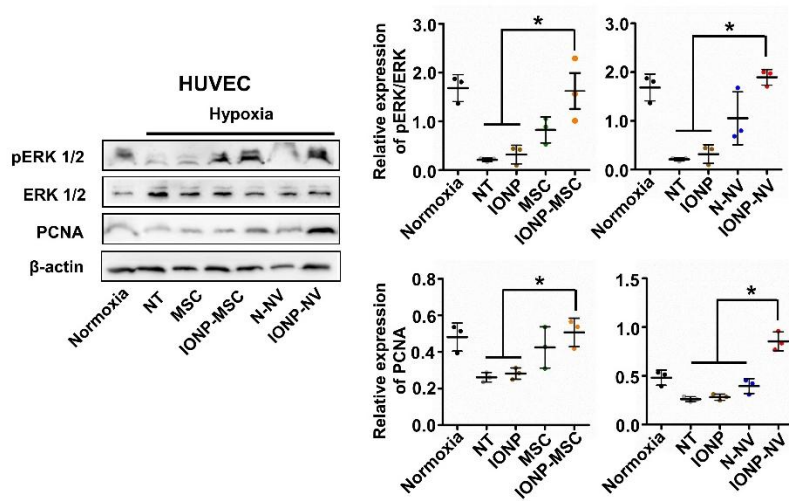 HUVEC
Hypoxia
pERK 1/2
ERK 1/2
PCNA
β-actin
Normoxia
NT
MSC
IONP-MSC
N-NV
IONP-NV
Relative expression
of pERK/ERK
3.0
2.0
1.0
0.0
*
Normoxia
NT
IONP
MSC
IONP-MSC
3.0
2.0
1.0
0.0
*
Normoxia
NT
IONP
N-NV
IONP-NV
Relative expression
of PCNA
0.8
0.6
0.4
0.2
0.0
*
Normoxia
NT
IONP
MSC
IONP-MSC
1.5
1.0
0.5
0.0
*
Normoxia
NT
IONP
N-NV
IONP-NV